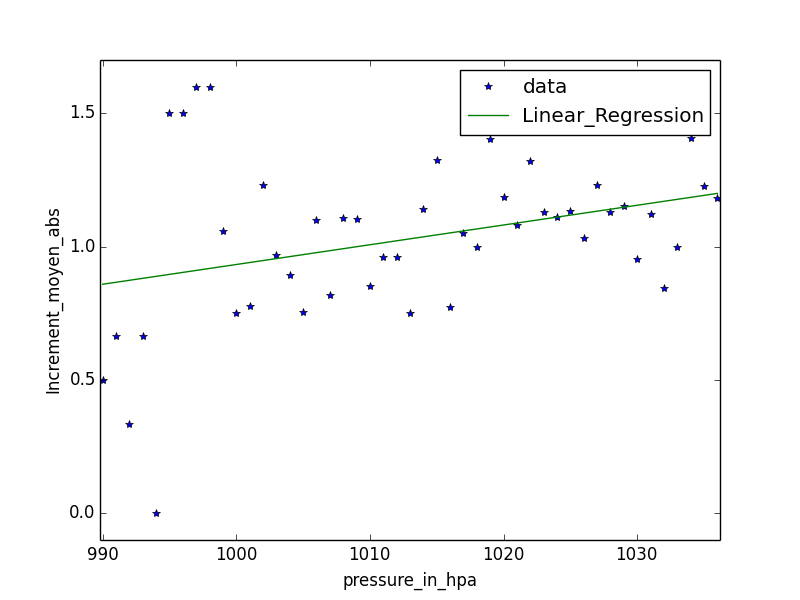 data
Linear_Regression
1.5
1.0
0.5
0.0
Increment_moyen_abs
990 1000 1010 1020 1030
pressure_in_hpa